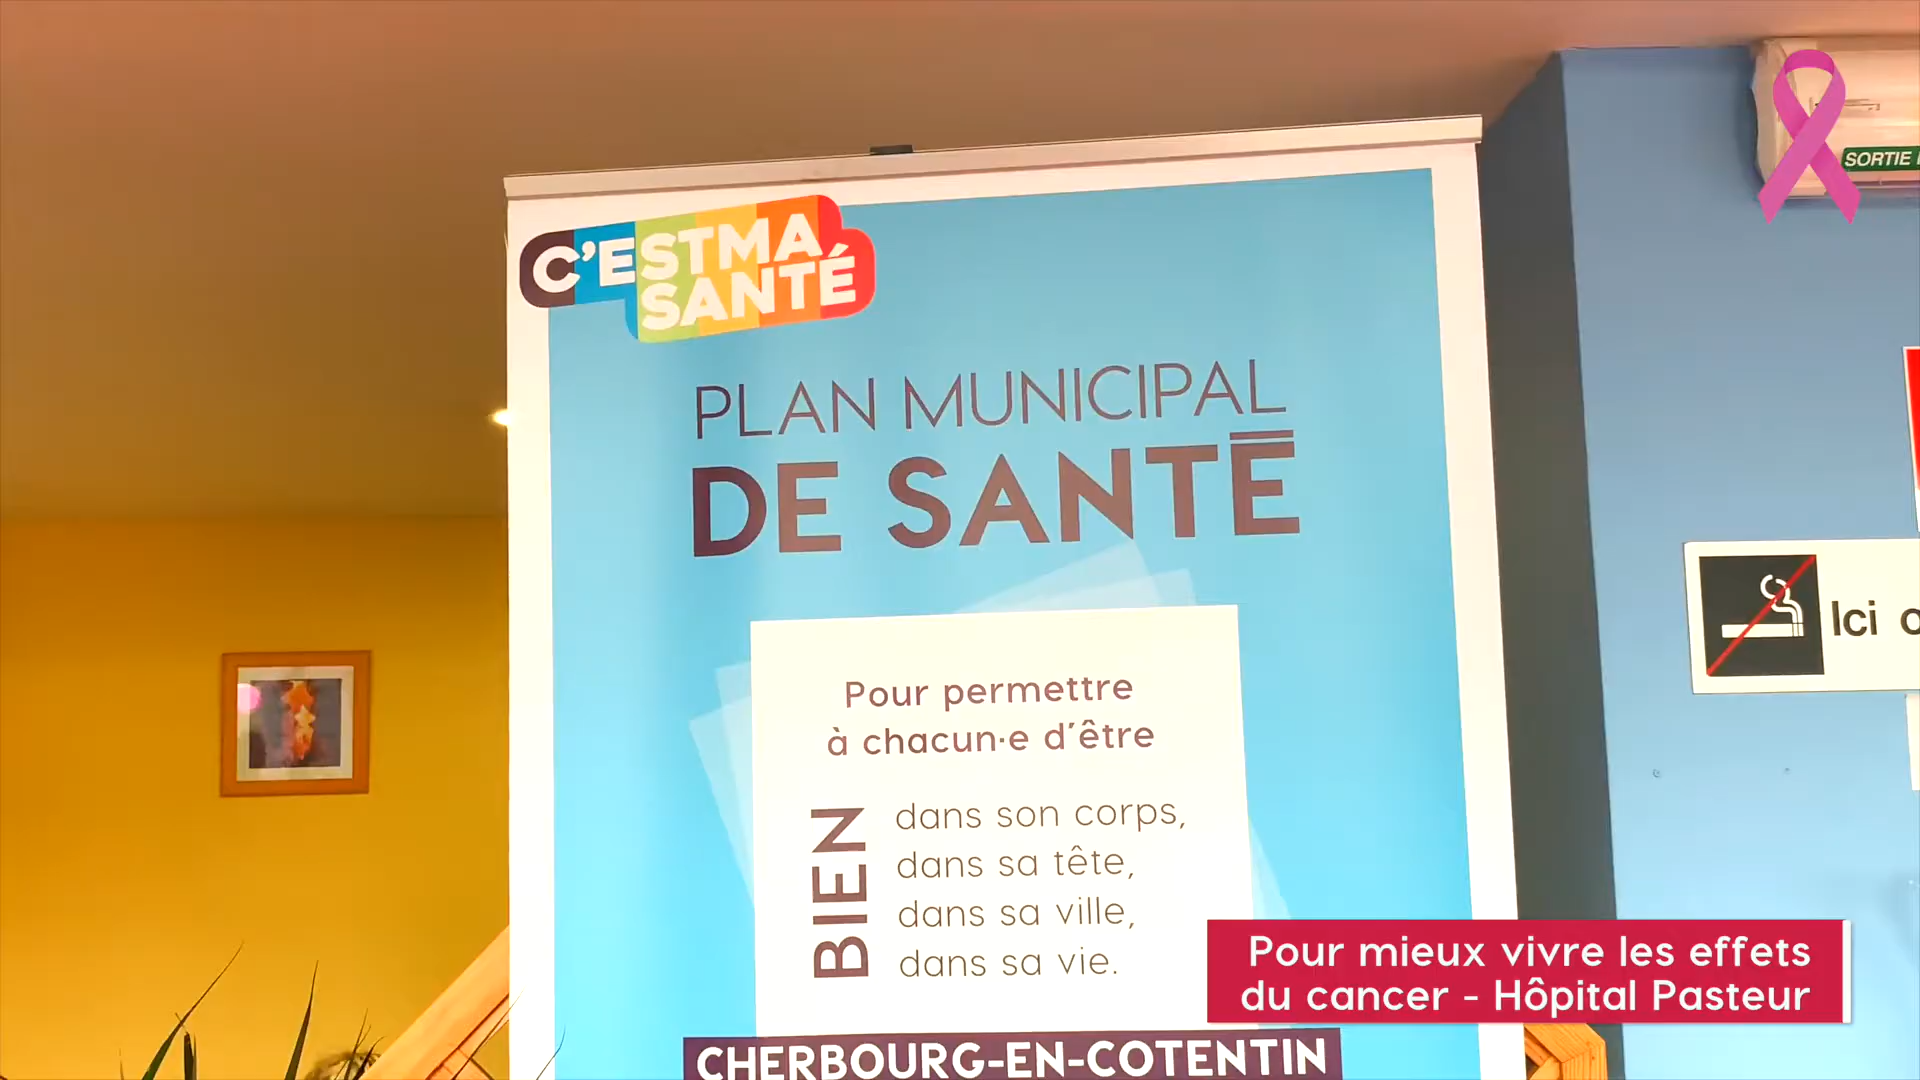 C'EST MA
SANTÉ
PLAN MUNICIPAL
DE SANTÉ
Pour permettre
à chacun·e d'être
BIEN
dans son corps,
dans sa tête,
dans sa ville,
dans sa vie.
CHERBOURG-EN-COTENTIN
SORTIE
Ici
Pour mieux vivre les effets
du cancer - Hôpital Pasteur